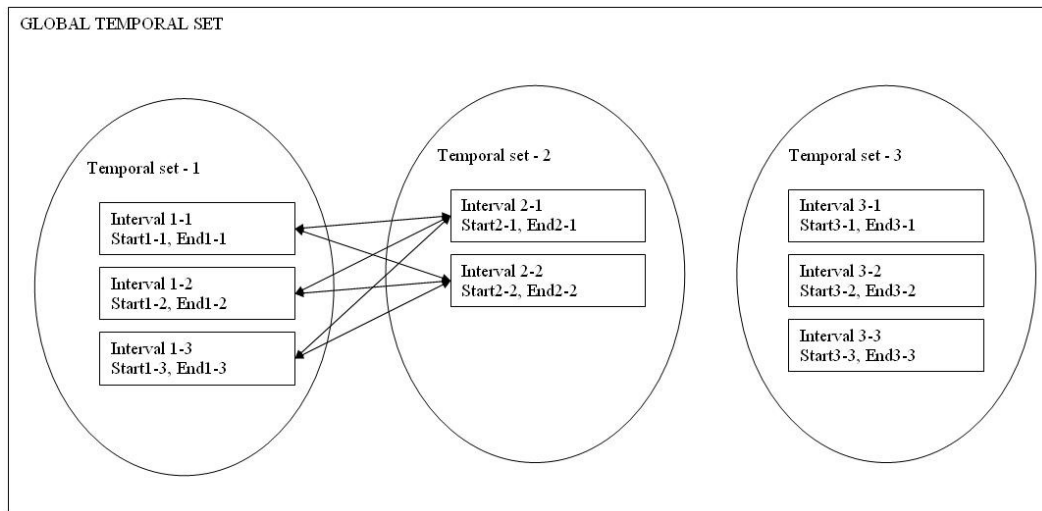 GLOBAL TEMPORAL SET
Temporal set - 1
Interval 1-1
Start1-1, End1-1
Interval 1-2
Start1-2, End1-2
Interval 1-3
Start1-3, End1-3
Temporal set - 2
Interval 2-1
Start2-1, End2-1
Interval 2-2
Start2-2, End2-2
Temporal set - 3
Interval 3-1
Start3-1, End3-1
Interval 3-2
Start3-2, End3-2
Interval 3-3
Start3-3, End3-3